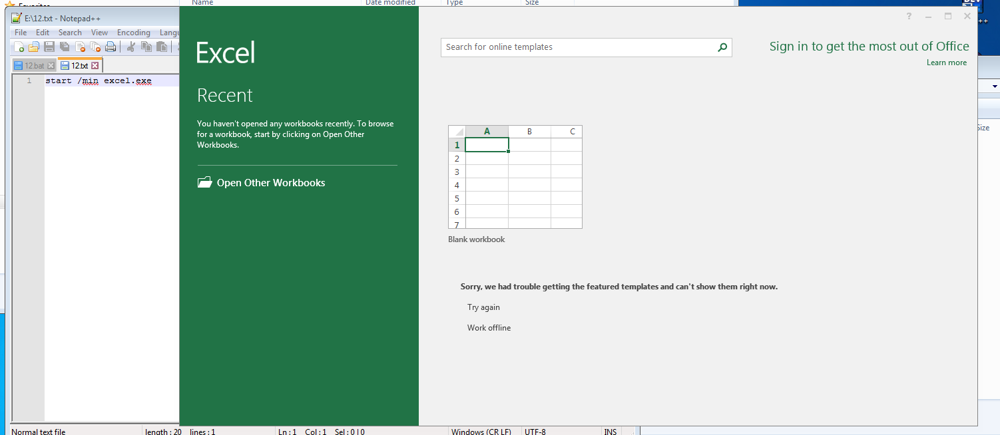 Name Date modified Type Size
E:\12.txt - Notepad++
File Edit Search View Encoding
12.bat 12.txt
1 start /min excel.exe
Normal text file length : 20 lines : 1 Ln : 1 Col : 1 Sel : 0 | 0 Windows (CR LF) UTF-8 INS
Excel
Recent
You haven't opened any workbooks recently. To browse
for a workbook, start by clicking on Open Other
Workbooks.
Open Other Workbooks
Search for online templates
Sign in to get the most out of Office
Learn more
A B C
1
2
3
4
5
6
7
Blank workbook
Sorry, we had trouble getting the featured templates and can't show them right now.
Try again
Work offline
++
Size